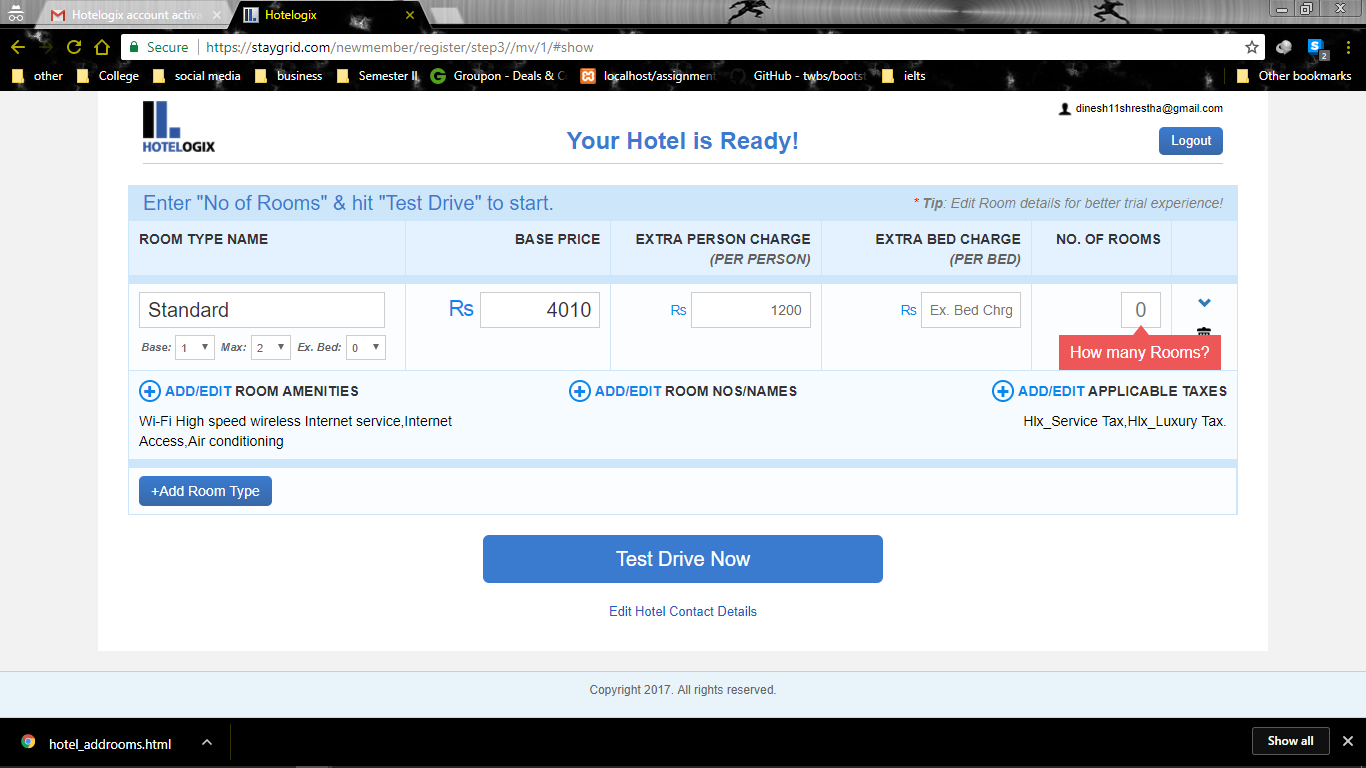 Hotelogix account activ
Hotelogix
Secure https://staygrid.com/newmember/register/step3//mv/1/#show
2
other College social media business Semester II Groupon - Deals & C localhost/assignment GitHub - twbs/boots ielts Other bookmarks
HOTELOGIX
dinesh11shrestha@gmail.com
Your Hotel is Ready!
Logout
Enter "No of Rooms" & hit "Test Drive" to start.
* Tip: Edit Room details for better trial experience!
ROOM TYPE NAME BASE PRICE EXTRA PERSON CHARGE EXTRA BED CHARGE NO. OF ROOMS
(PER PERSON) (PER BED)
Standard Rs 4010 Rs 1200 Rs Ex. Bed Chrg 0
Base: 1 Max: 2 Ex. Bed: 0
How many Rooms?
ADD/EDIT ROOM AMENITIES ADD/EDIT ROOM NOS/NAMES ADD/EDIT APPLICABLE TAXES
Wi-Fi High speed wireless Internet service,Internet Hlx_Service Tax,Hlx_Luxury Tax.
Access,Air conditioning
+Add Room Type
Test Drive Now
Edit Hotel Contact Details
Copyright 2017. All rights reserved.
hotel_addrooms.html Show all